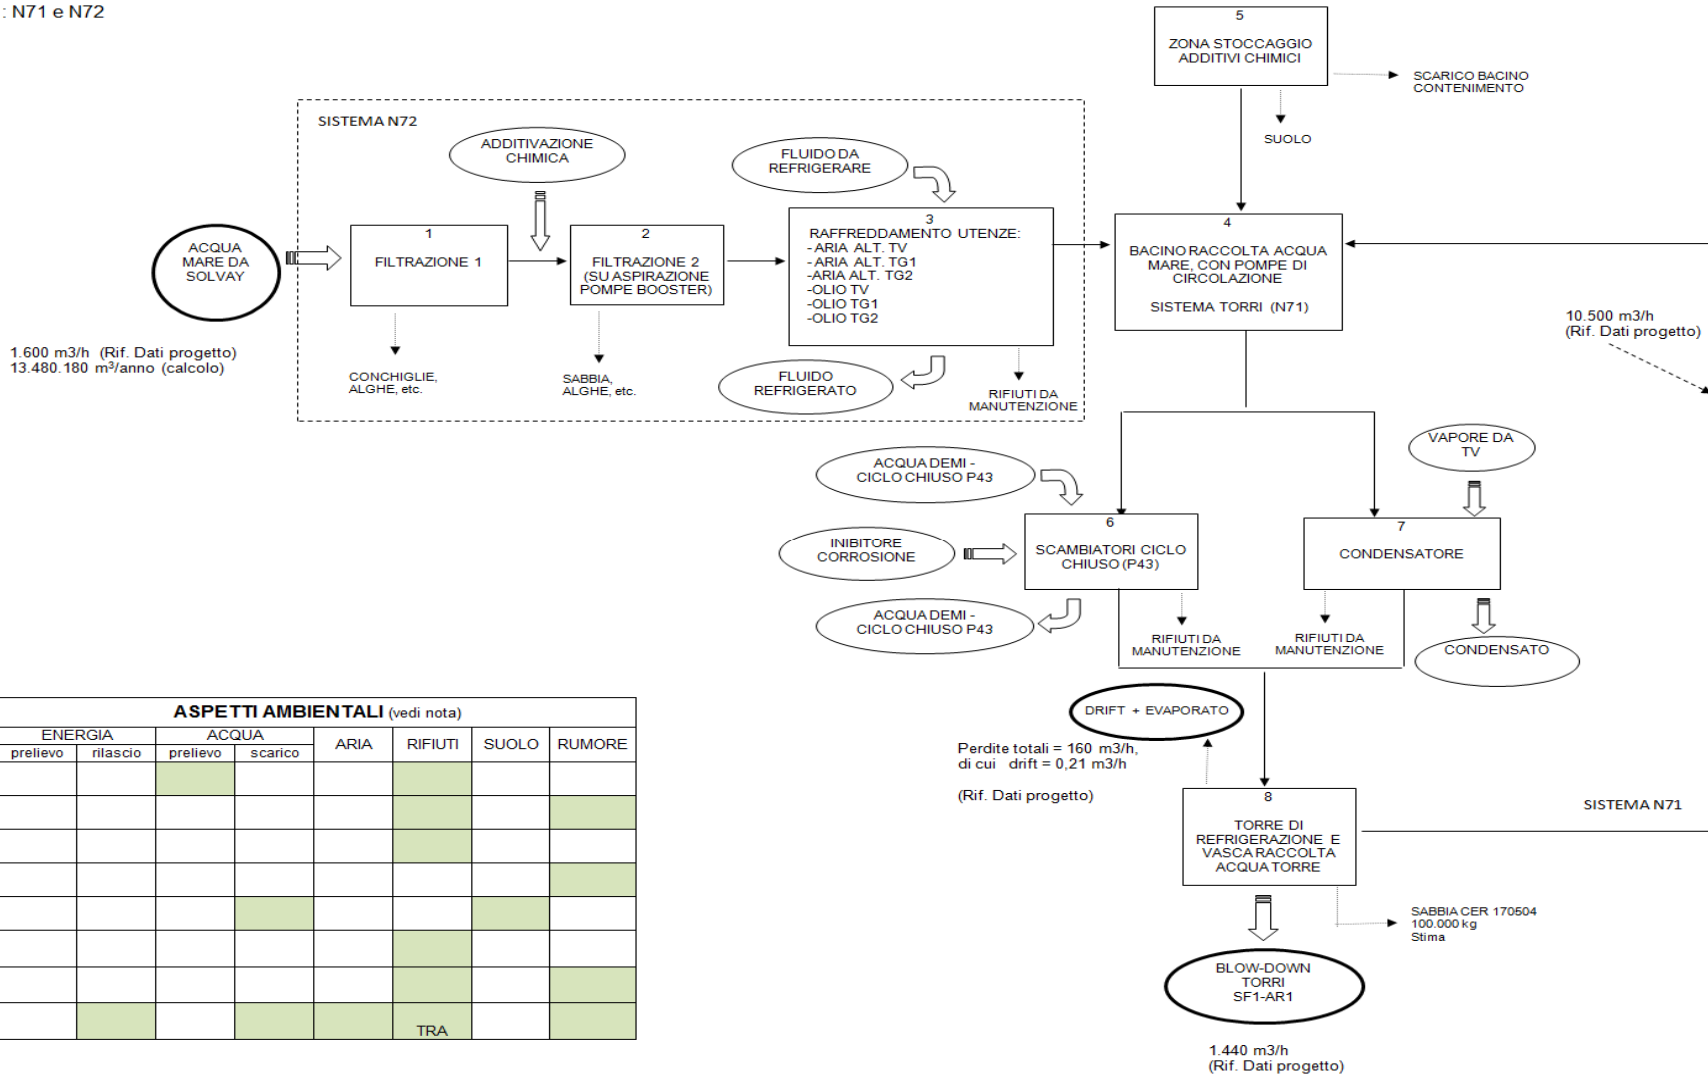 : N71 e N72
5
ZONA STOCCAGGIO
ADDITIVI CHIMICI
SCARICO BACINO
CONTENIMENTO
SUOLO
SISTEMA N72
ADDITIVAZIONE
CHIMICA
FLUIDO DA
REFRIGERARE
ACQUA
MARE DA
SOLVAY
1
FILTRAZIONE 1
2
FILTRAZIONE 2
(SU ASPIRAZIONE
POMPE BOOSTER)
3
RAFFREDDAMENTO UTENZE:
-ARIA ALT. TV
-ARIA ALT. TG1
-ARIA ALT. TG2
-OLIO TV
-OLIO TG1
-OLIO TG2
4
BACINO RACCOLTA ACQUA
MARE, CON POMPE DI
CIRCOLAZIONE
SISTEMA TORRI (N71)
10.500 m3/h
(Rif. Dati progetto)
1.600 m3/h (Rif. Dati progetto)
13.480.180 m³/anno (calcolo)
CONCHIGLIE,
ALGHE, etc.
SABBIA,
ALGHE, etc.
FLUIDO
REFRIGERATO
RIFIUTI DA
MANUTENZIONE
ACQUA DEMI -
CICLO CHIUSO P43
VAPORE DA
TV
INIBITORE
CORROSIONE
6
SCAMBIATORI CICLO
CHIUSO (P43)
7
CONDENSATORE
ACQUA DEMI -
CICLO CHIUSO P43
RIFIUTI DA
MANUTENZIONE
RIFIUTI DA
MANUTENZIONE
CONDENSATO
DRIFT + EVAPORATO
Perdite totali = 160 m3/h,
di cui drift = 0,21 m3/h
(Rif. Dati progetto)
8
TORRE DI
REFRIGERAZIONE E
VASCA RACCOLTA
ACQUA TORRE
SISTEMA N71
SABBIA CER 170504
100.000 kg
Stima
BLOW-DOWN
TORRI
SF1-AR1
1.440 m3/h
(Rif. Dati progetto)
ASPETTI AMBIENTALI (vedi nota)
ENERGIA ACQUA ARIA RIFIUTI SUOLO RUMORE
prelievo rilascio prelievo scarico
TRA